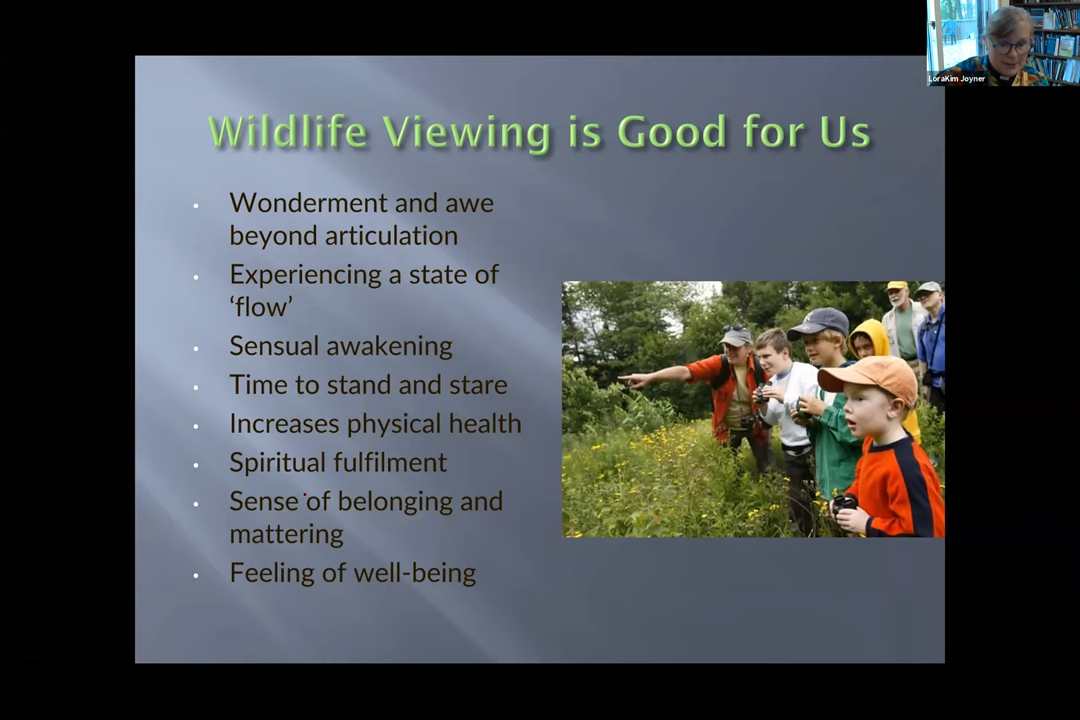 LoraKim Joyner
Wildlife Viewing is Good for Us
• Wonderment and awe
beyond articulation
• Experiencing a state of
‘flow’
• Sensual awakening
• Time to stand and stare
• Increases physical health
• Spiritual fulfilment
• Sense of belonging and
mattering
• Feeling of well-being